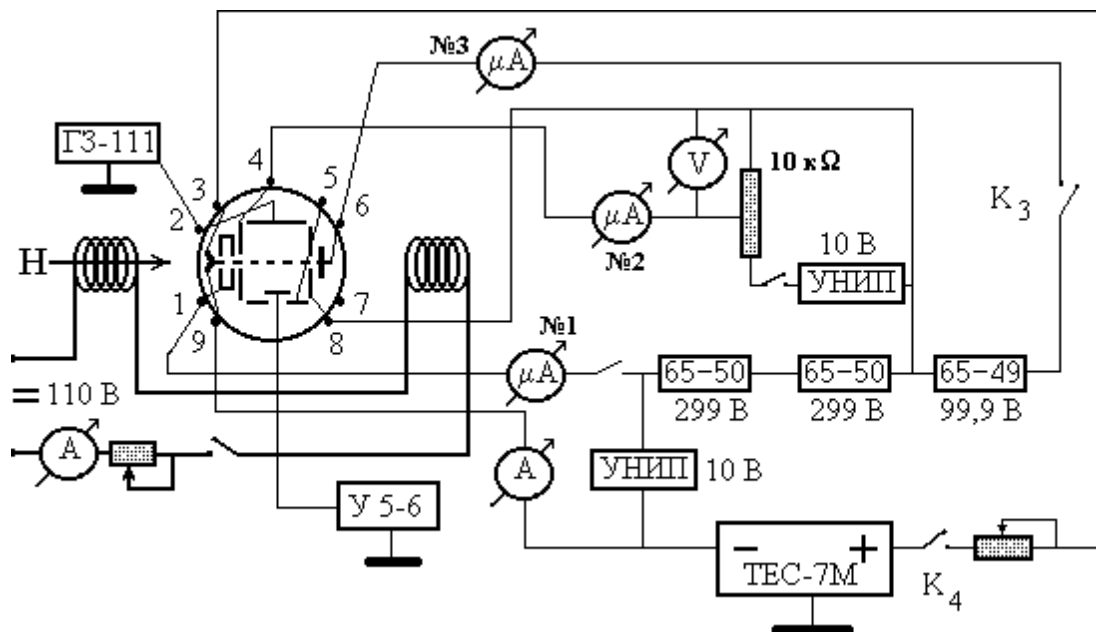 №3
μA
ГЗ-111
4
3
5
2
6
V
10 кΩ
K3
μA
№2
10 В
УНИП
H
1
7
9
8
№1
μA
65-50
65-50
65-49
299 В
299 В
99,9 В
= 110 В
A
A
УНИП
10 В
У 5-6
− +
ТЕС-7М
K4